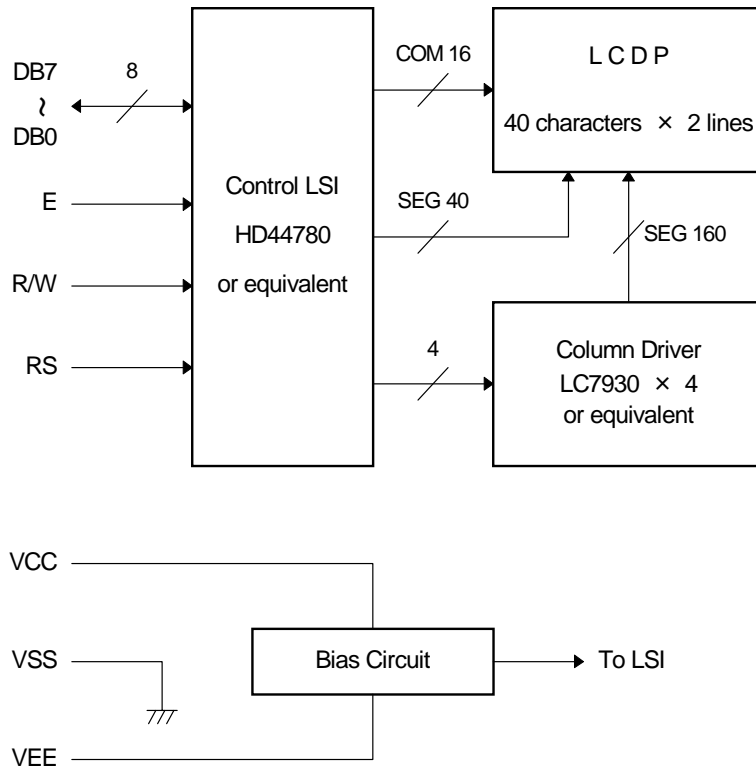 DB7
~
DB0
8
E
R/W
RS
Control LSI
HD44780
or equivalent
COM 16
SEG 40
4
L C D P
40 characters × 2 lines
SEG 160
Column Driver
LC7930 × 4
or equivalent
VCC
VSS
VEE
Bias Circuit
To LSI